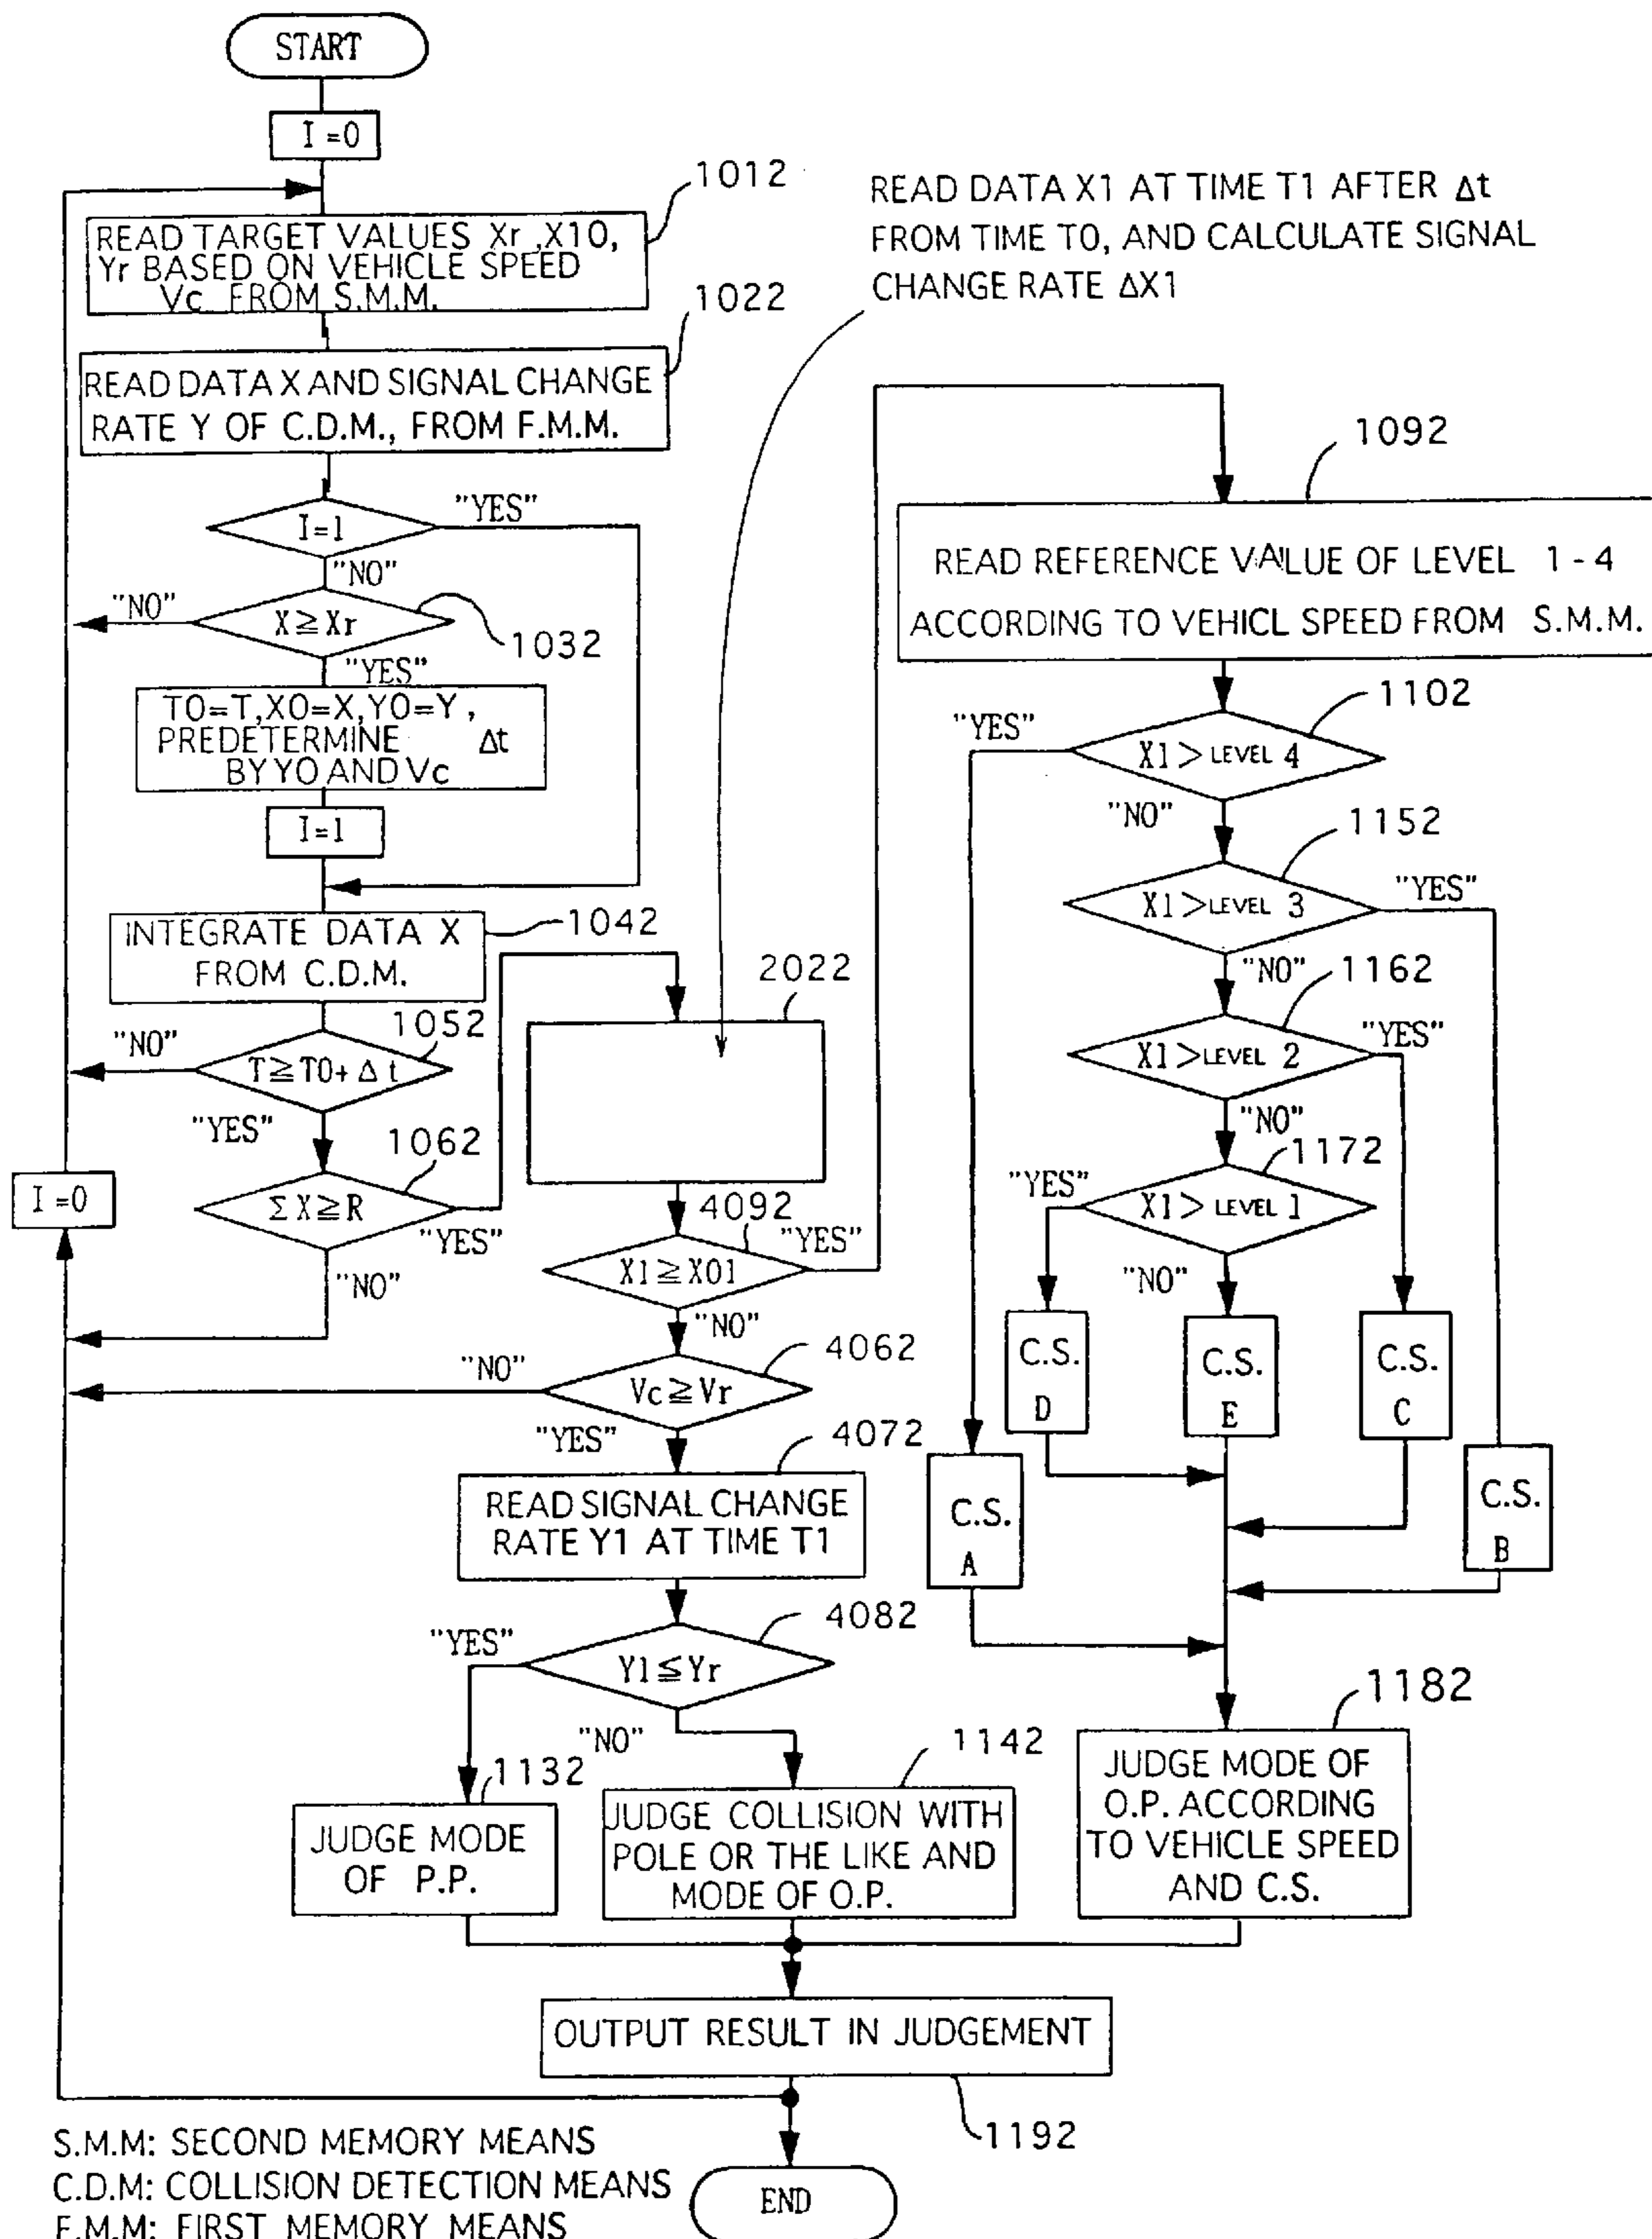 START
I=0
1012
READ TARGET VALUES Xr ,X10,
Yr BASED ON VEHICLE SPEED
Vc FROM S.M.M.
READ DATA X1 AT TIME T1 AFTER Δt
FROM TIME T0, AND CALCULATE SIGNAL
CHANGE RATE ΔX1
1022
READ DATA X AND SIGNAL CHANGE
RATE Y OF C.D.M., FROM F.M.M.
I=1
"YES"
"NO"
X≧Xr
"NO"
1032
"YES"
T0=T,X0=X,Y0=Y,
PREDETERMINE Δt
BY Y0 AND Vc
I=1
INTEGRATE DATA X
FROM C.D.M.
1042
T≧T0+Δt
1052
"NO"
"YES"
ΣX≧R
1062
"YES"
"NO"
I=0
2022
4092
X1≧X01
"YES"
"NO"
4062
Vc≧Vr
"NO"
"YES"
4072
READ SIGNAL CHANGE
RATE Y1 AT TIME T1
4082
Y1≦Yr
"YES"
"NO"
1132
JUDGE MODE
OF P.P.
1142
JUDGE COLLISION WITH
POLE OR THE LIKE AND
MODE OF O.P.
1092
READ REFERENCE VALUE OF LEVEL 1-4
ACCORDING TO VEHICL SPEED FROM S.M.M.
1102
X1>LEVEL 4
"YES"
"NO"
1152
X1>LEVEL 3
"YES"
"NO"
1162
X1>LEVEL 2
"YES"
"NO"
1172
X1>LEVEL 1
"YES"
"NO"
C.S.
D
C.S.
E
C.S.
C
C.S.
A
C.S.
B
1182
JUDGE MODE OF
O.P. ACCORDING
TO VEHICLE SPEED
AND C.S.
OUTPUT RESULT IN JUDGEMENT
1192
END
S.M.M: SECOND MEMORY MEANS
C.D.M: COLLISION DETECTION MEANS
F.M.M: FIRST MEMORY MEANS